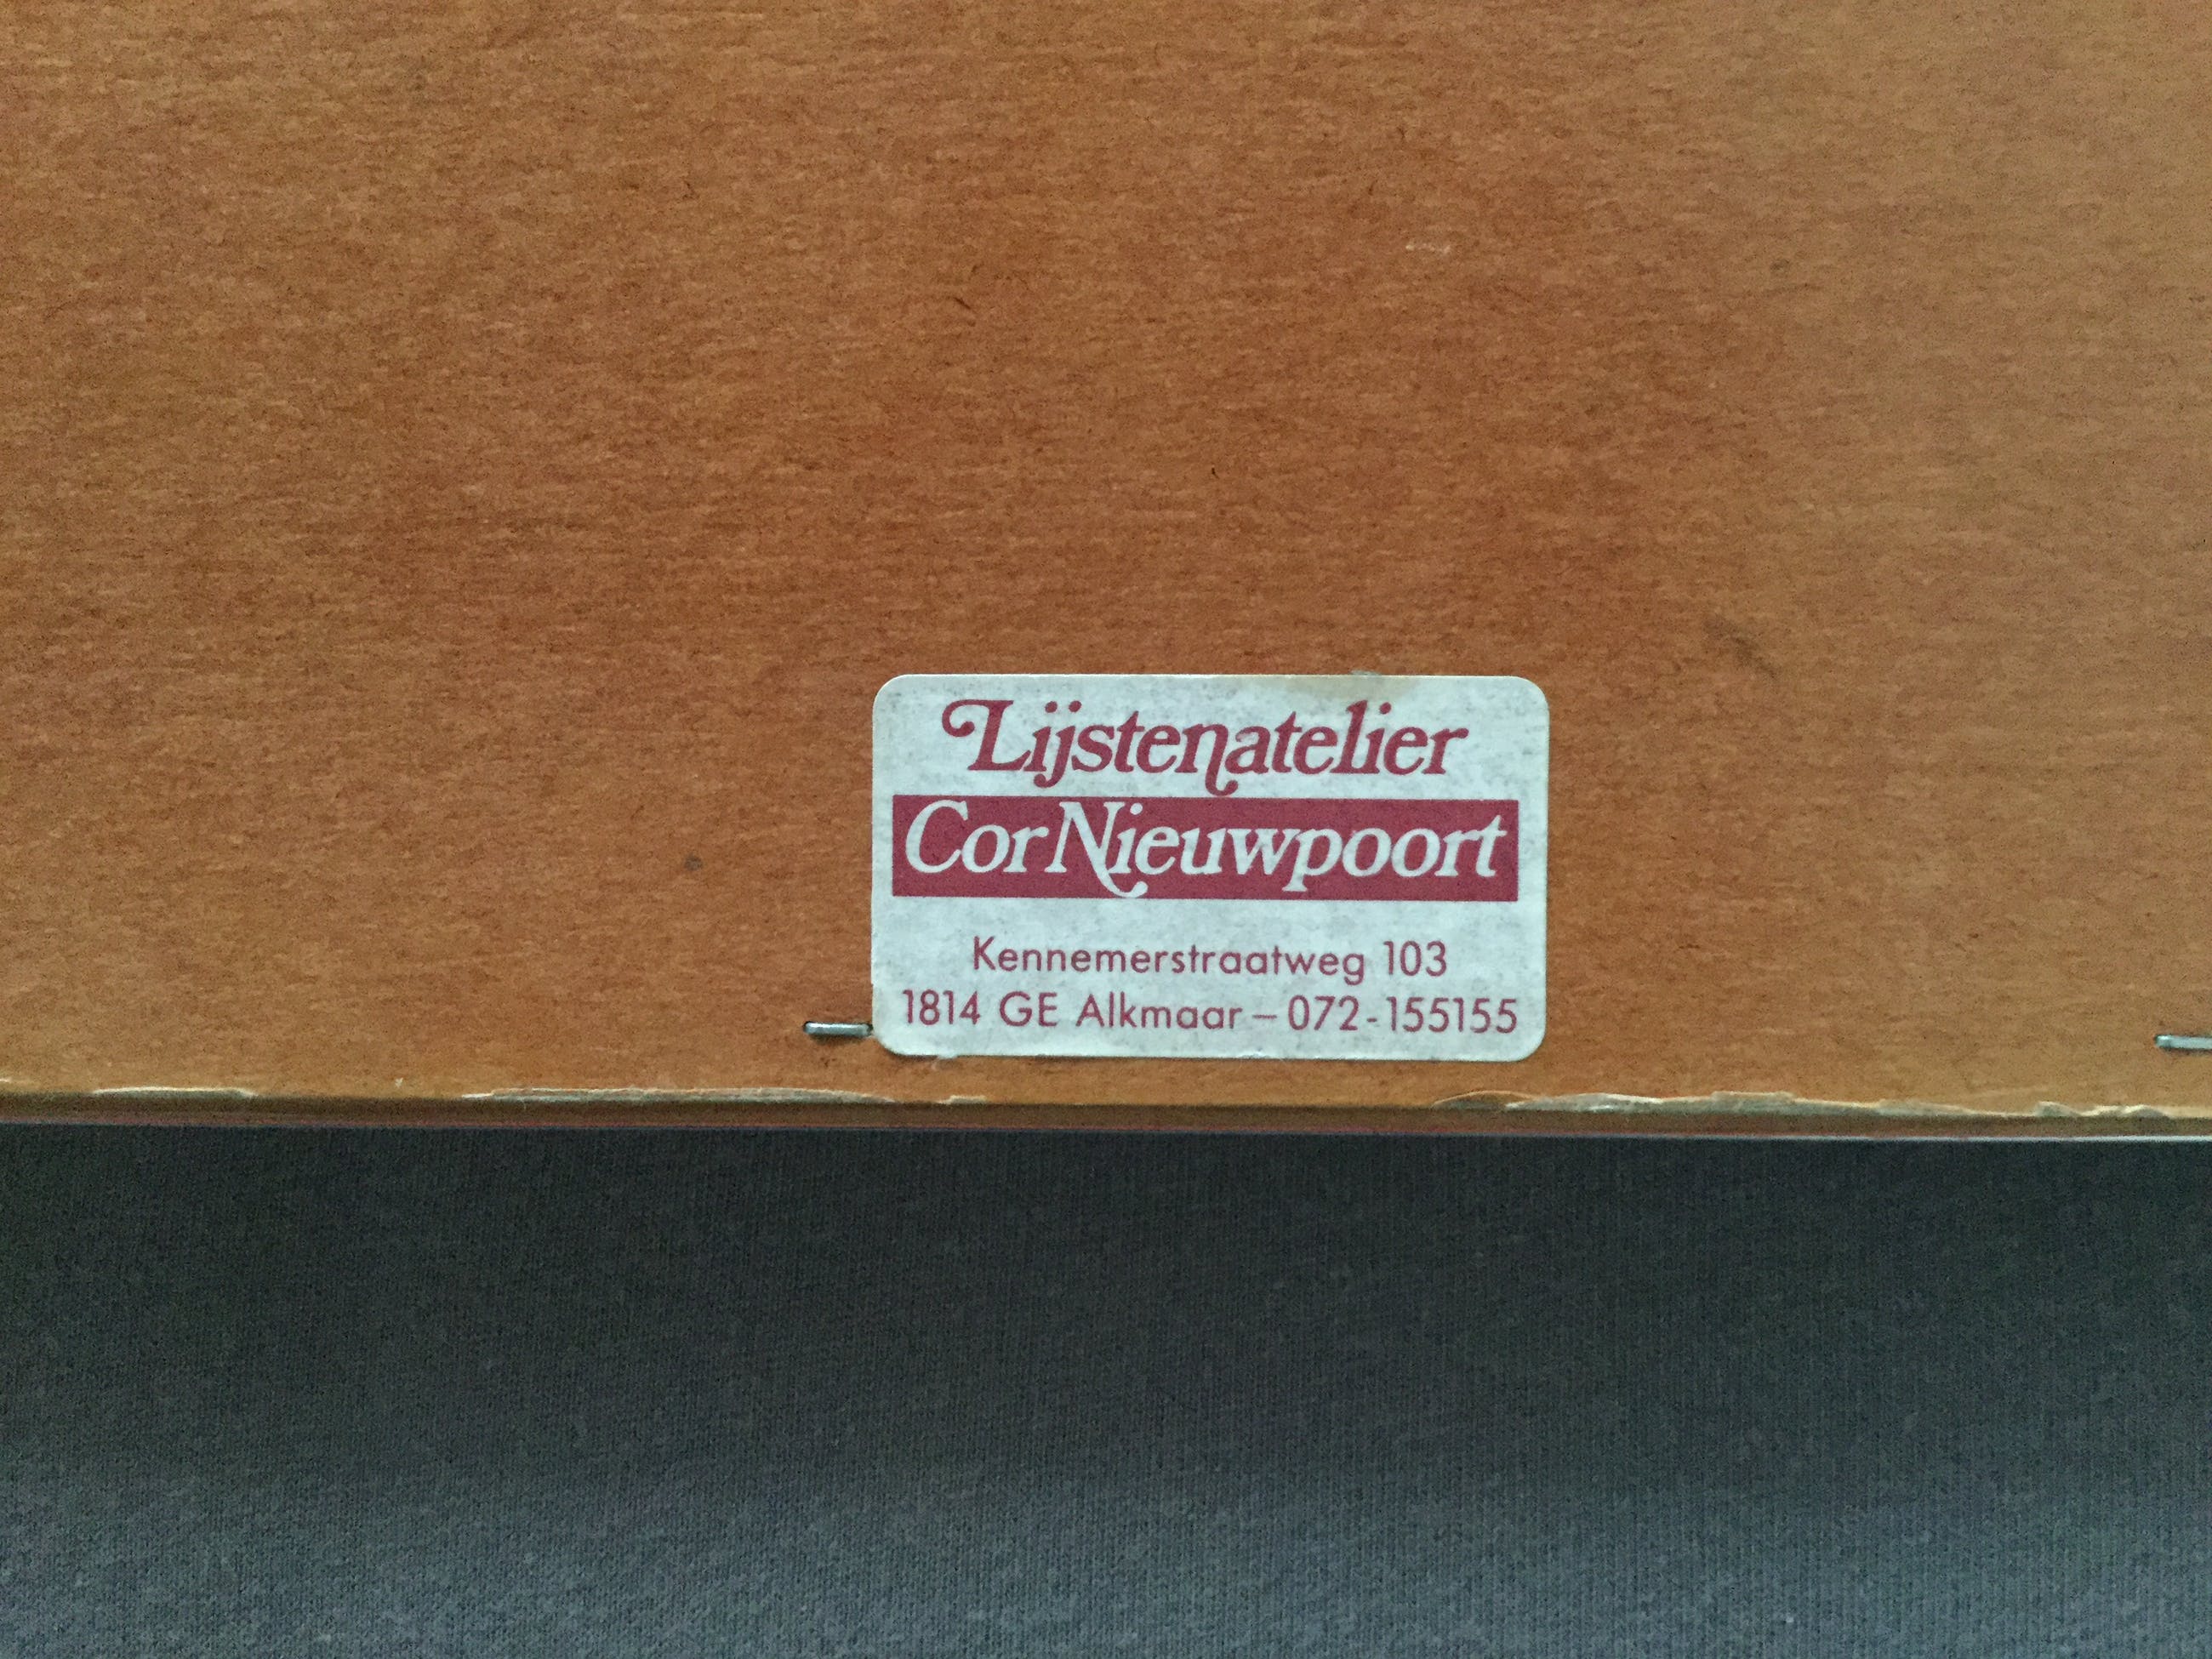 Lijstenatelier
Cor Nieuwpoort
Kennemerstraatweg 103
1814 GE Alkmaar – 072-155155